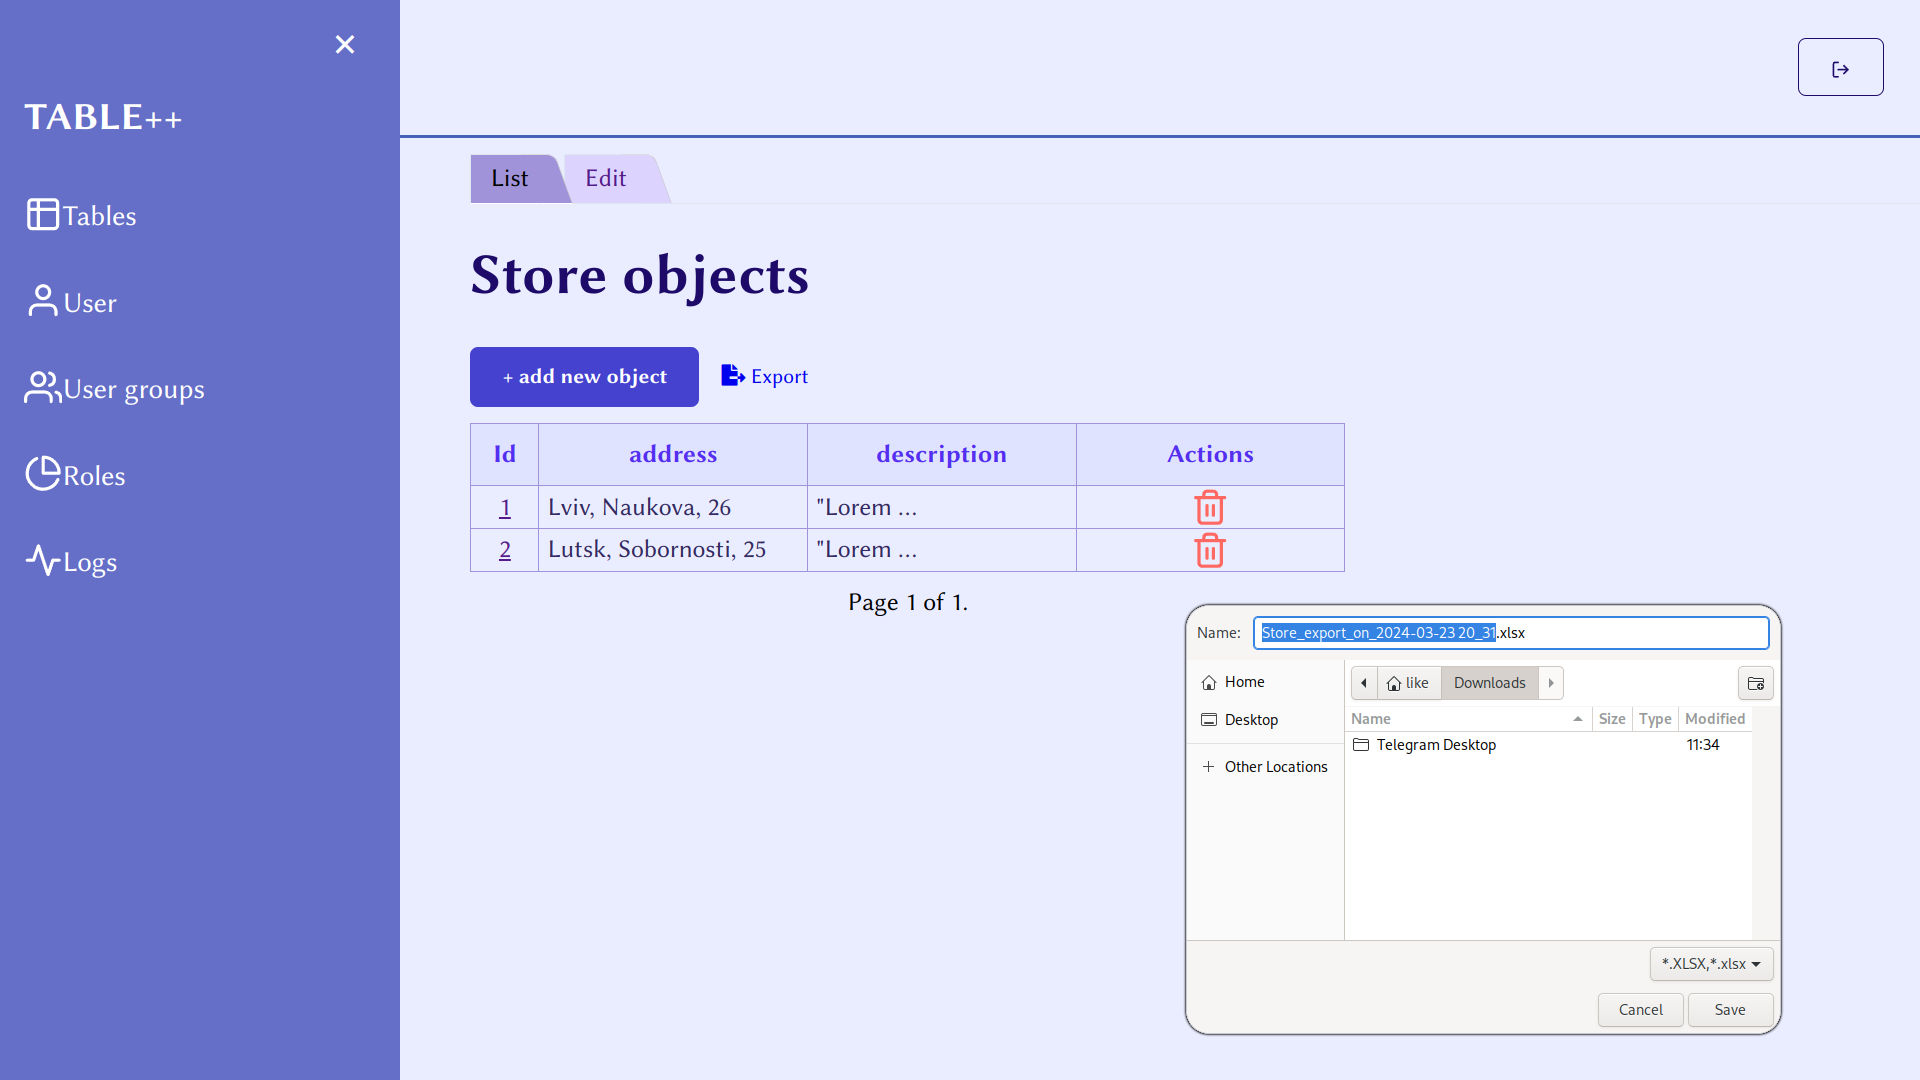 TABLE++
Tables
User
User groups
Roles
Logs
List
Edit
Store objects
+ add new object
Export
Id address description Actions
1 Lviv, Naukova, 26 "Lorem ...
2 Lutsk, Sobornosti, 25 "Lorem ...
Page 1 of 1.
Name: Store_export_on_2024-03-23 20_31.xlsx
Home
Desktop
Other Locations
like Downloads
Name Size Type Modified
Telegram Desktop 11:34
*.XLSX,*.xlsx
Cancel Save